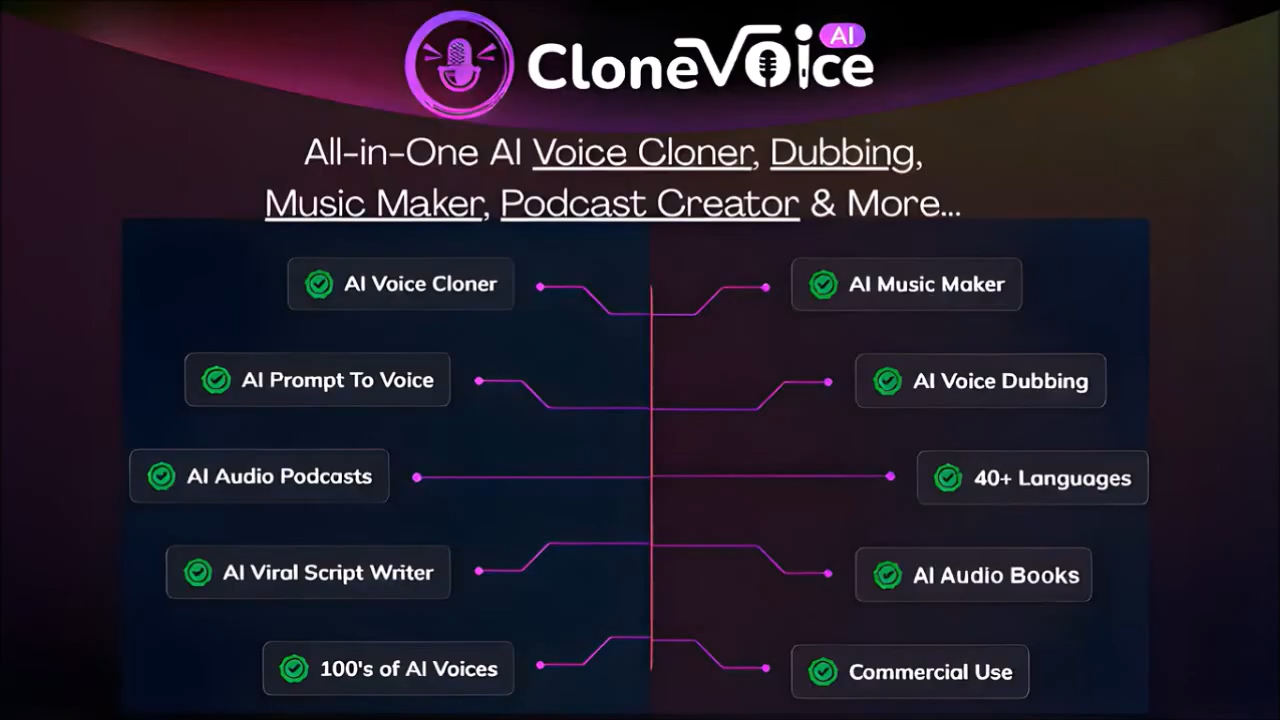 CloneVoice AI
All-in-One AI Voice Cloner, Dubbing,
Music Maker, Podcast Creator & More...
AI Voice Cloner
AI Music Maker
AI Prompt To Voice
AI Voice Dubbing
AI Audio Podcasts
40+ Languages
AI Viral Script Writer
AI Audio Books
100's of AI Voices
Commercial Use